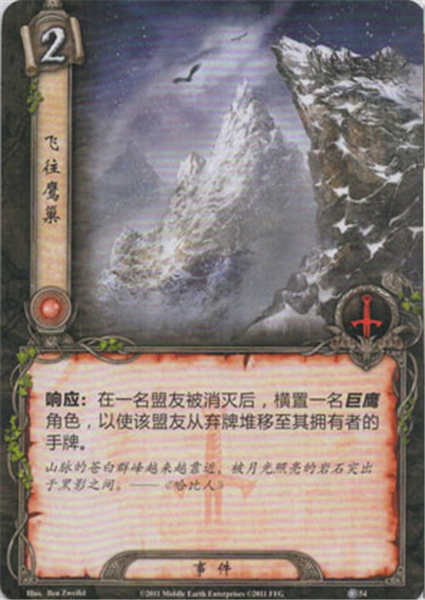 2
飞往鹰巢
响应：在一名盟友被消灭后，横置一名巨鹰
角色，以使该盟友从弃牌堆移至其拥有者的
手牌。
山脉的苍白群峰越来越靠近，被月光照亮的岩石突出
于黑影之间。——《哈比人》
事件
Illus. Ben Zweifel ©2011 Middle Earth Enterprises ©2011 FFG 54